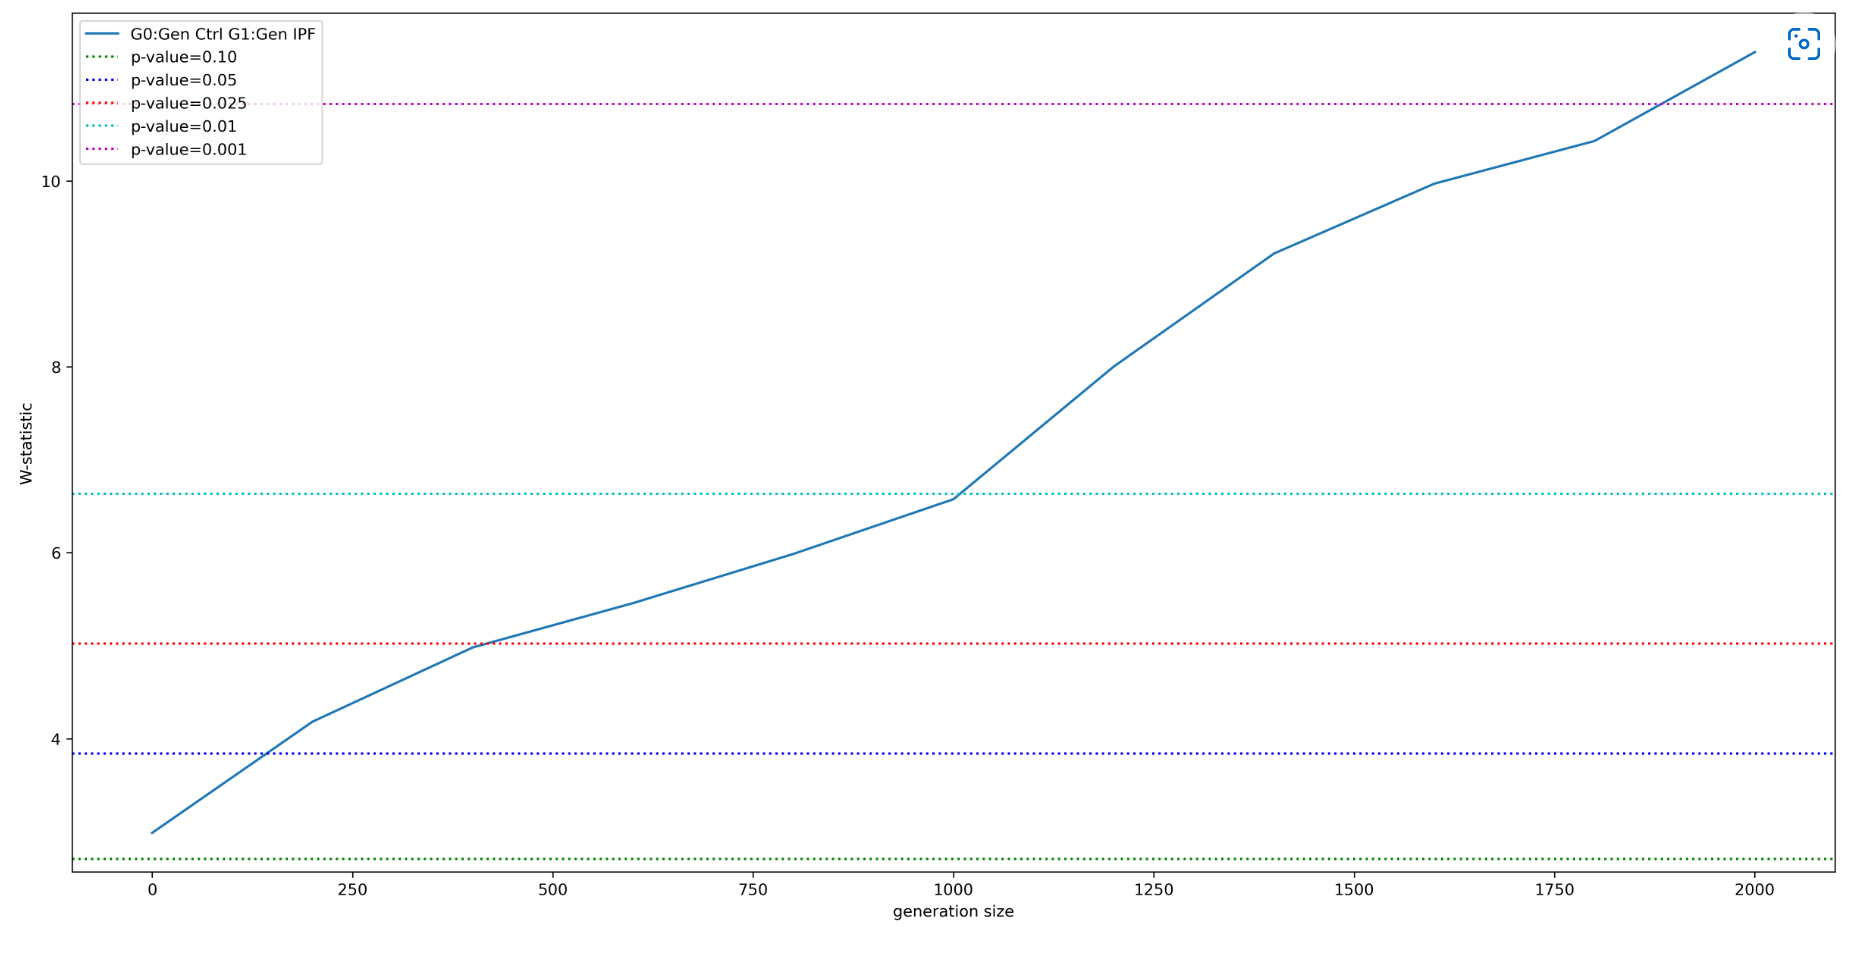 G0:Gen Ctrl G1:Gen IPF
p-value=0.10
p-value=0.05
p-value=0.025
p-value=0.01
p-value=0.001
10
8
6
4
W-statistic
0 250 500 750 1000 1250 1500 1750 2000
generation size